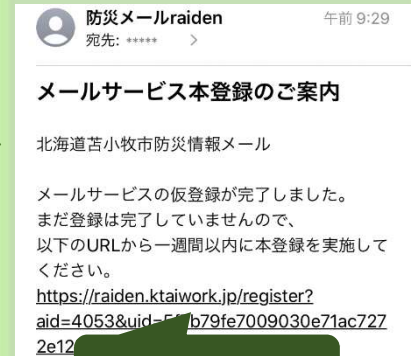 防災メールraiden
午前 9:29
宛先: *****
メールサービス本登録のご案内
北海道苫小牧市防災情報メール
メールサービスの仮登録が完了しました。
まだ登録は完了していませんので、
以下のURLから一週間以内に本登録を実施して
ください。
https://raiden.ktaiwork.jp/register?
aid=4053&uid=
b79fe7009030e71ac727
2e12